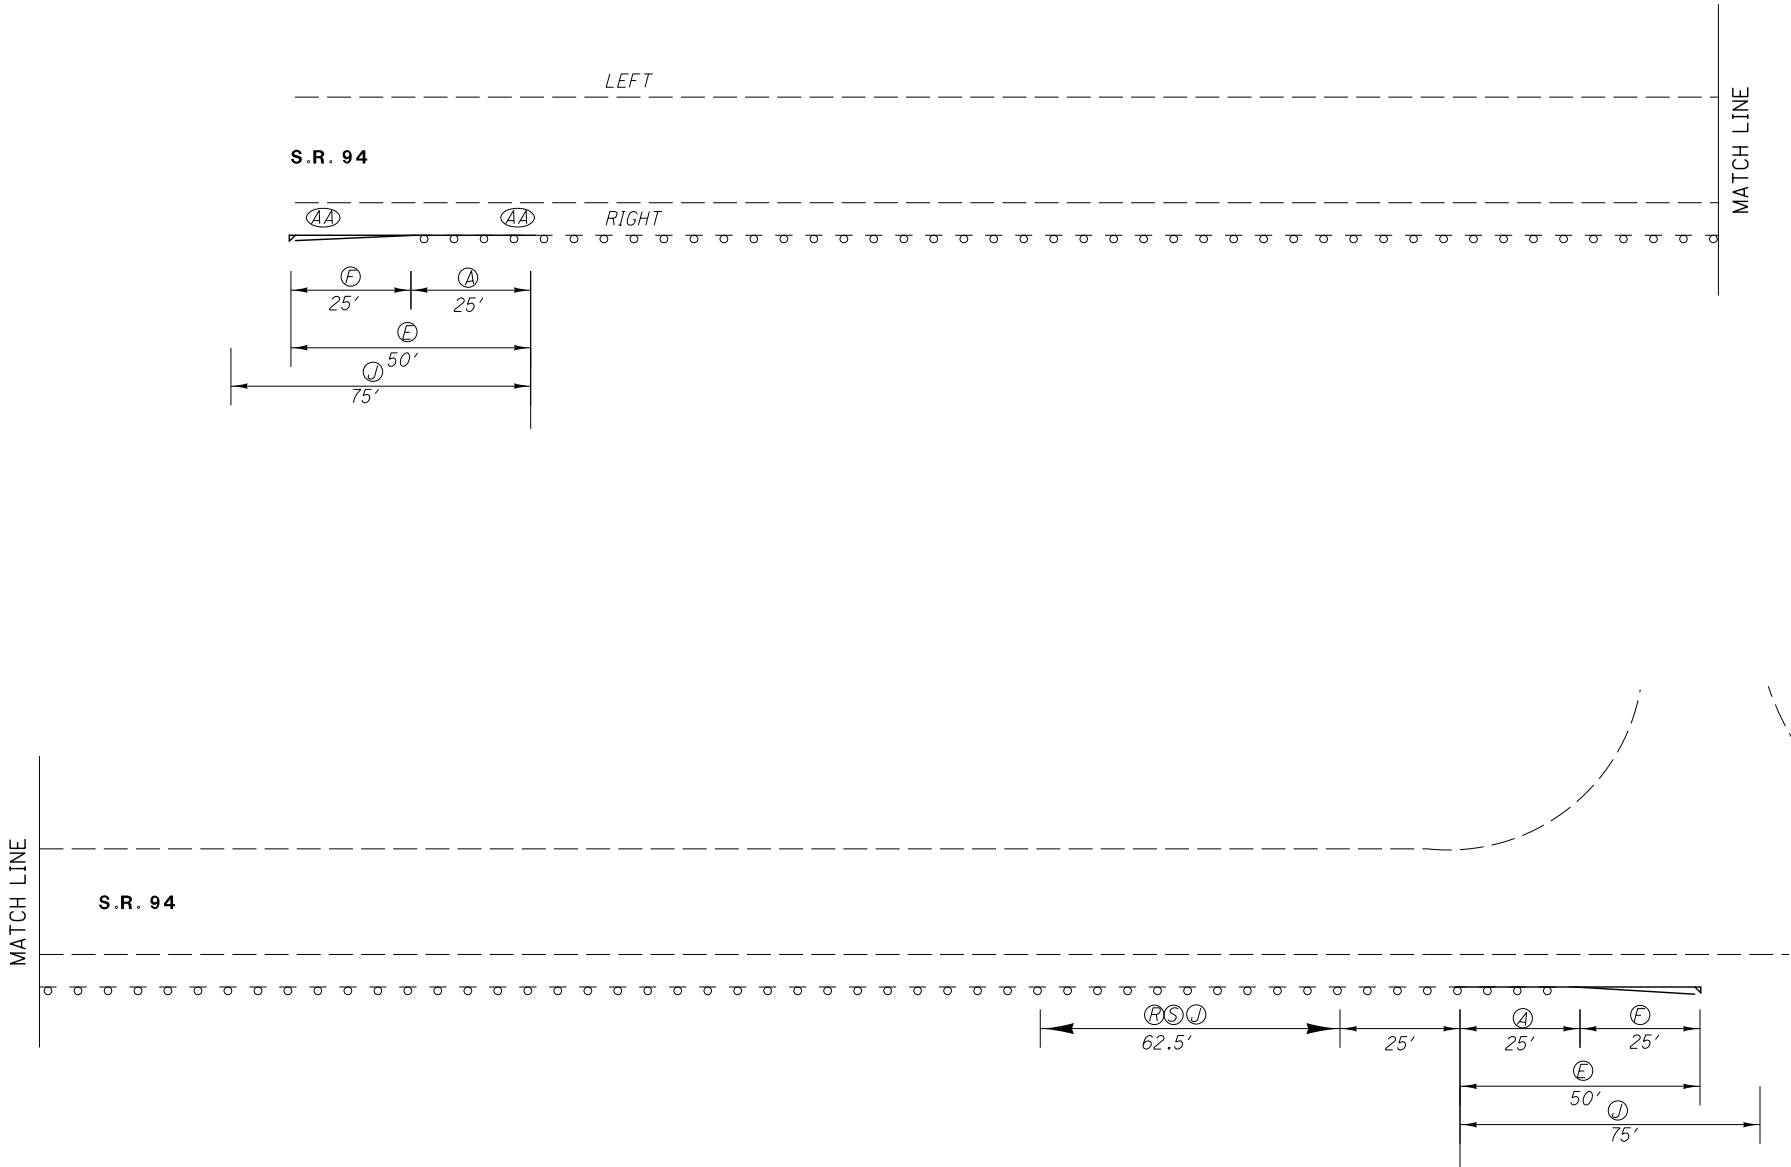 LEFT
MATCH LINE
S.R. 94
AA AA RIGHT
F A
25' 25'
E
50'
J
75'
MATCH LINE
S.R. 94
R S J A F
62.5' 25' 25' 25'
E
50'
J
75'